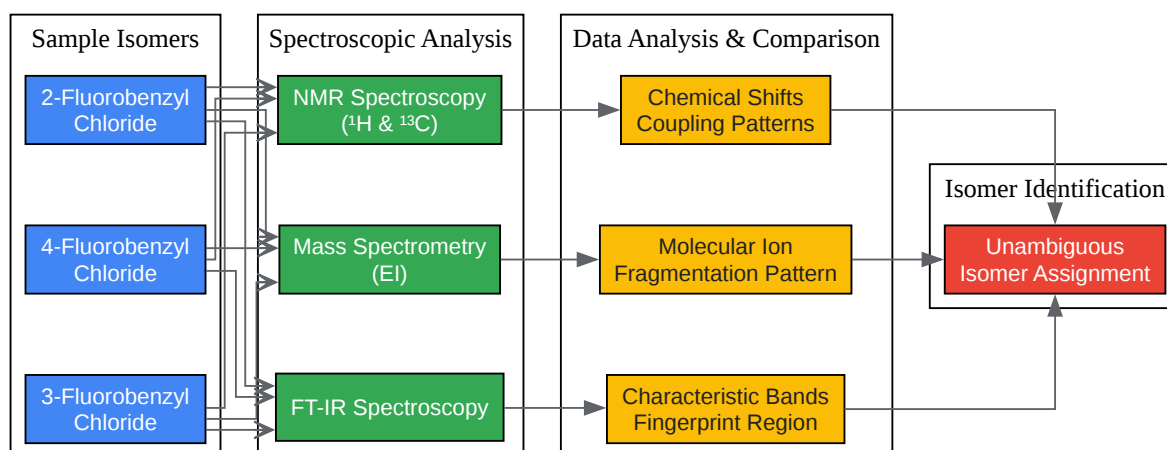 Sample Isomers
2-Fluorobenzyl
Chloride
4-Fluorobenzyl
Chloride
3-Fluorobenzyl
Chloride
Spectroscopic Analysis
NMR Spectroscopy
(¹H & ¹³C)
Mass Spectrometry
(EI)
FT-IR Spectroscopy
Data Analysis & Comparison
Chemical Shifts
Coupling Patterns
Molecular Ion
Fragmentation Pattern
Characteristic Bands
Fingerprint Region
Isomer Identification
Unambiguous
Isomer Assignment